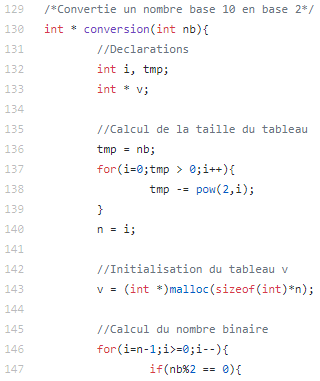 129 /*Convertie un nombre base 10 en base 2*/
130 int * conversion(int nb){
131 //Declarations
132 int i, tmp;
133 int * v;
134
135 //Calcul de la taille du tableau
136 tmp = nb;
137 for(i=0;tmp > 0;i++){
138 tmp -= pow(2,i);
139 }
140 n = i;
141
142 //Initialisation du tableau v
143 v = (int *)malloc(sizeof(int)*n);
144
145 //Calcul du nombre binaire
146 for(i=n-1;i>=0;i--){
147 if(nb%2 == 0){